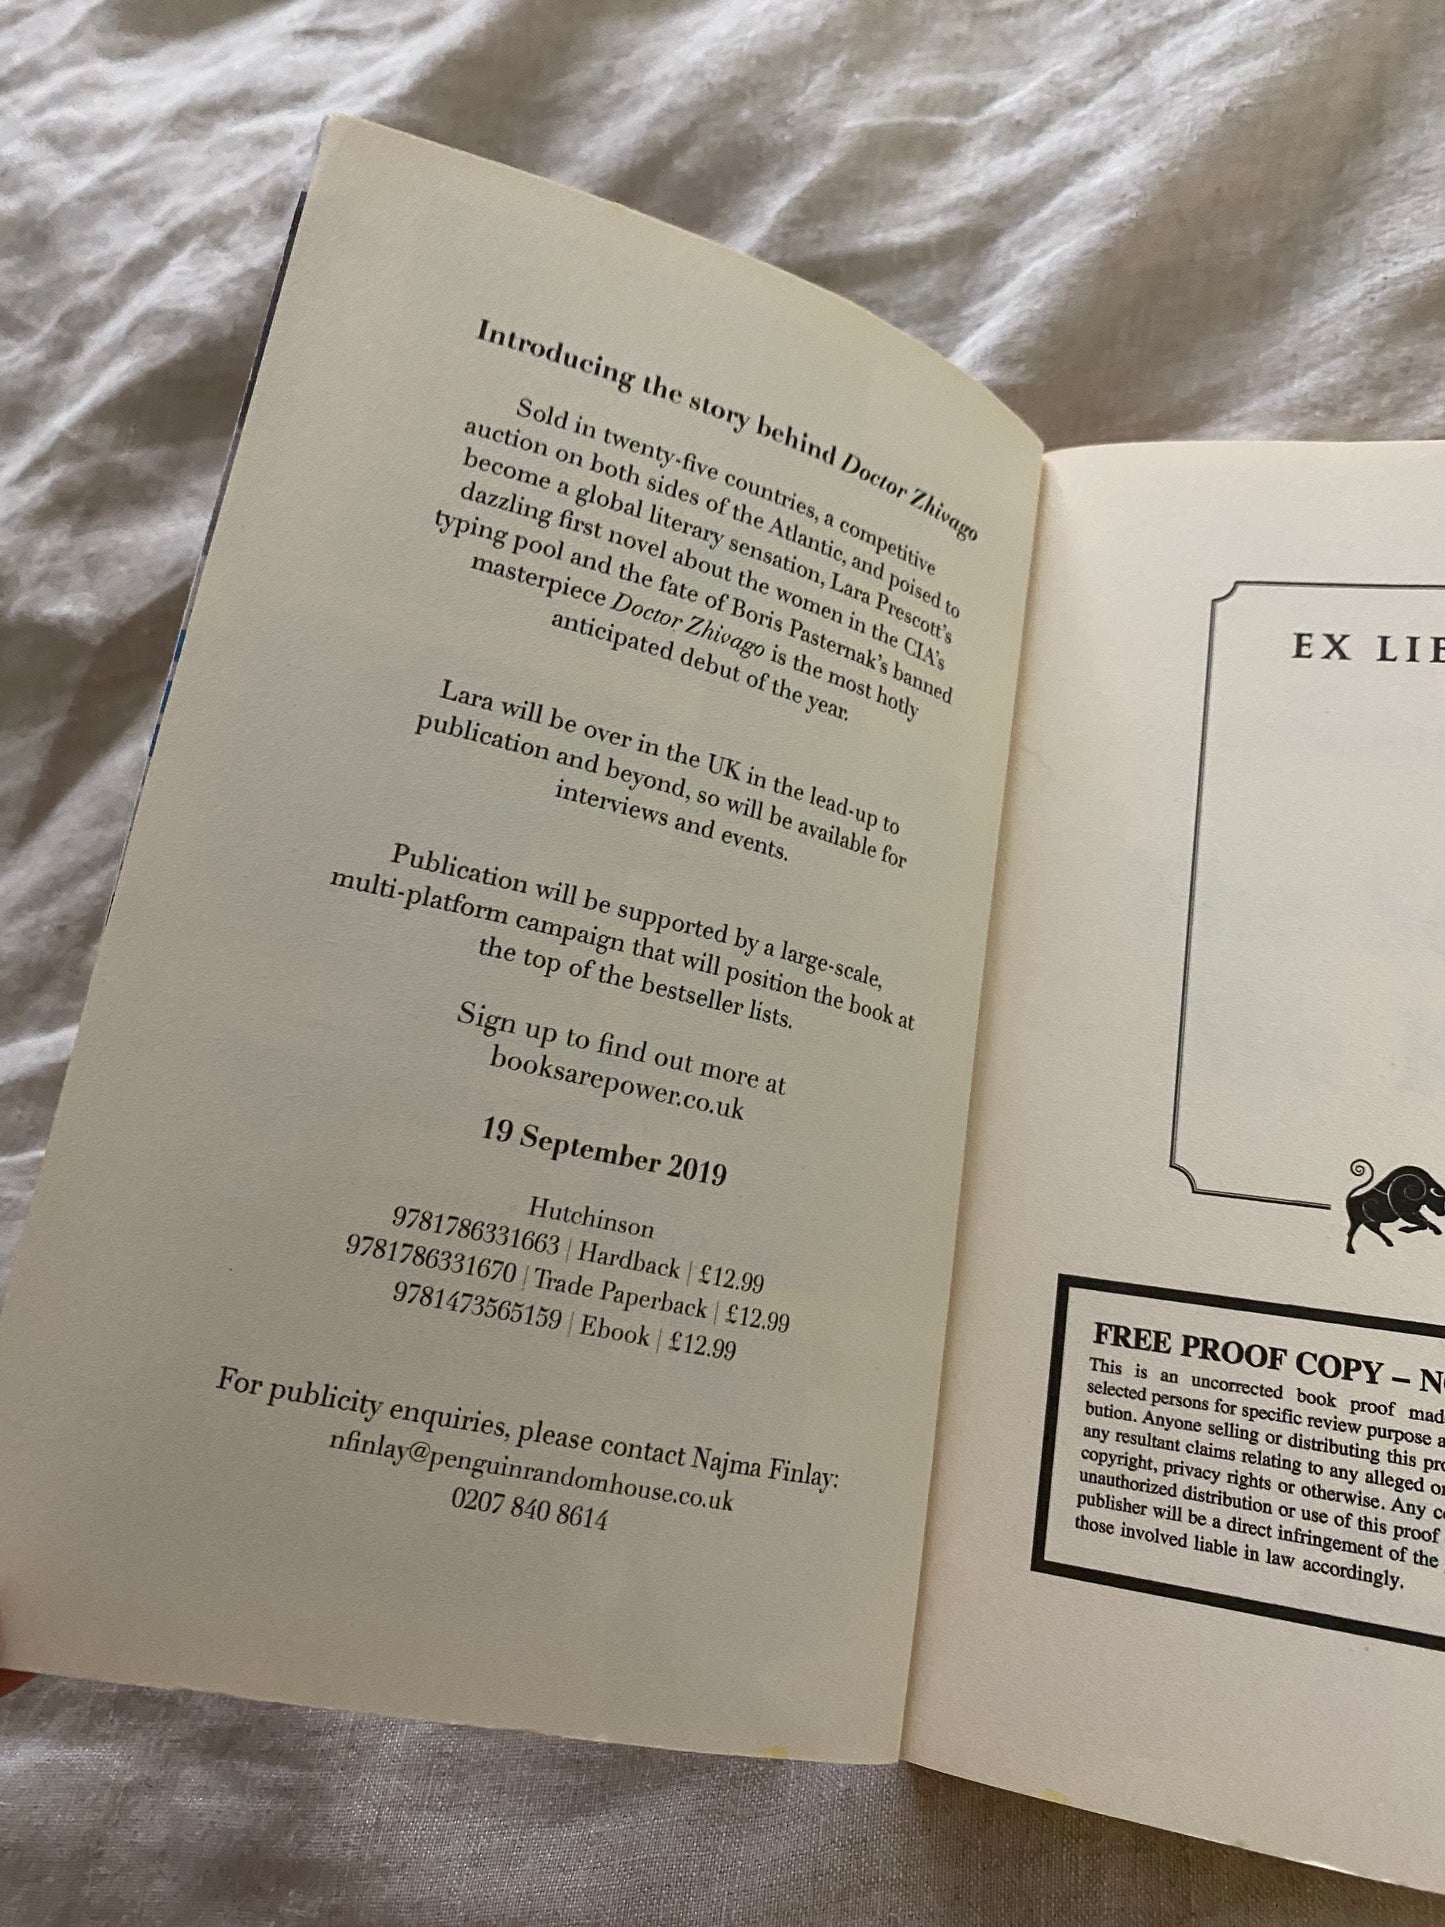 Introducing the story behind Doctor Zhivago
Sold in twenty-five countries, a competitive
auction on both sides of the Atlantic, and poised to
become a global literary sensation, Lara Prescott's
dazzling first novel about the women in the CIA's
typing pool and the fate of Boris Pasternak's banned
masterpiece Doctor Zhivago is the most hotly
anticipated debut of the year.
Lara will be over in the UK in the lead-up to
publication and beyond, so will be available for
interviews and events.
Publication will be supported by a large-scale,
multi-platform campaign that will position the book at
the top of the bestseller lists.
Sign up to find out more at
booksarepower.co.uk
19 September 2019
Hutchinson
9781786331663 | Hardback | £12.99
9781786331670 | Trade Paperback | £12.99
9781473565159 | Ebook | £12.99
For publicity enquiries, please contact Najma Finlay:
nfinlay@penguinrandomhouse.co.uk
0207 840 8614
EX
FREE PROOF COPY –
This is an uncorrected book proof
selected persons for specific review purpose
bution. Anyone selling or distributing this
any resultant claims relating to any alleged
copyright, privacy rights or otherwise. Any
unauthorized distribution or use of this proof
publisher will be a direct infringement of the
those involved liable in law accordingly.